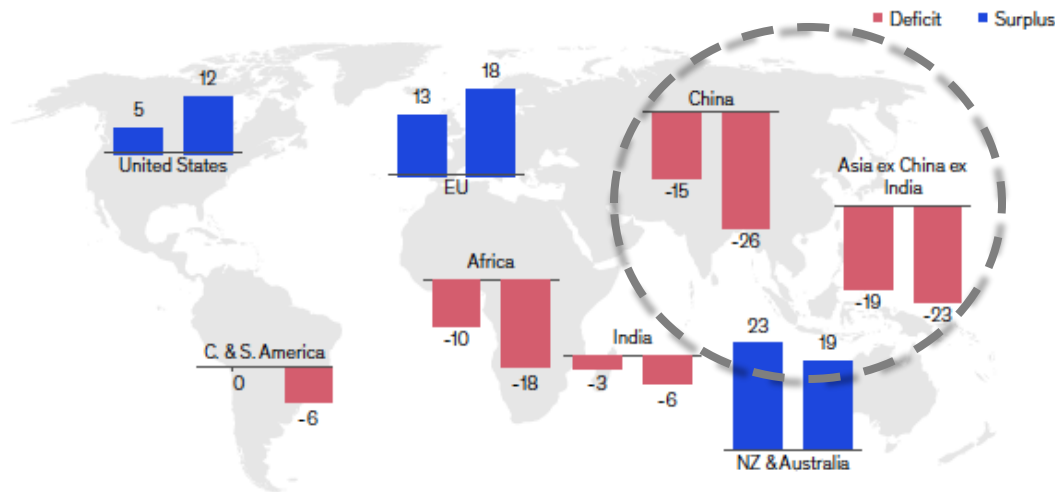 Deficit
Surplus
5
12
United States
13
18
EU
China
-15
-26
Asia ex China ex
India
-19
-23
Africa
-10
-18
India
-3
-6
C. & S. America
0
-6
23
19
NZ & Australia